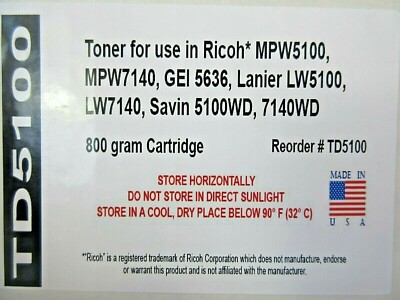 TD5100
Toner for use in Ricoh* MPW5100,
MPW7140, GEI 5636, Lanier LW5100,
LW7140, Savin 5100WD, 7140WD
800 gram Cartridge
Reorder # TD5100
STORE HORIZONTALLY
DO NOT STORE IN DIRECT SUNLIGHT
STORE IN A COOL, DRY PLACE BELOW 90° F (32° C)
MADE IN
U S A
*"Ricoh" is a registered trademark of Ricoh Corporation which does not manufacture, endorse
or warrant this product and is not affiliated with the manufacturer.